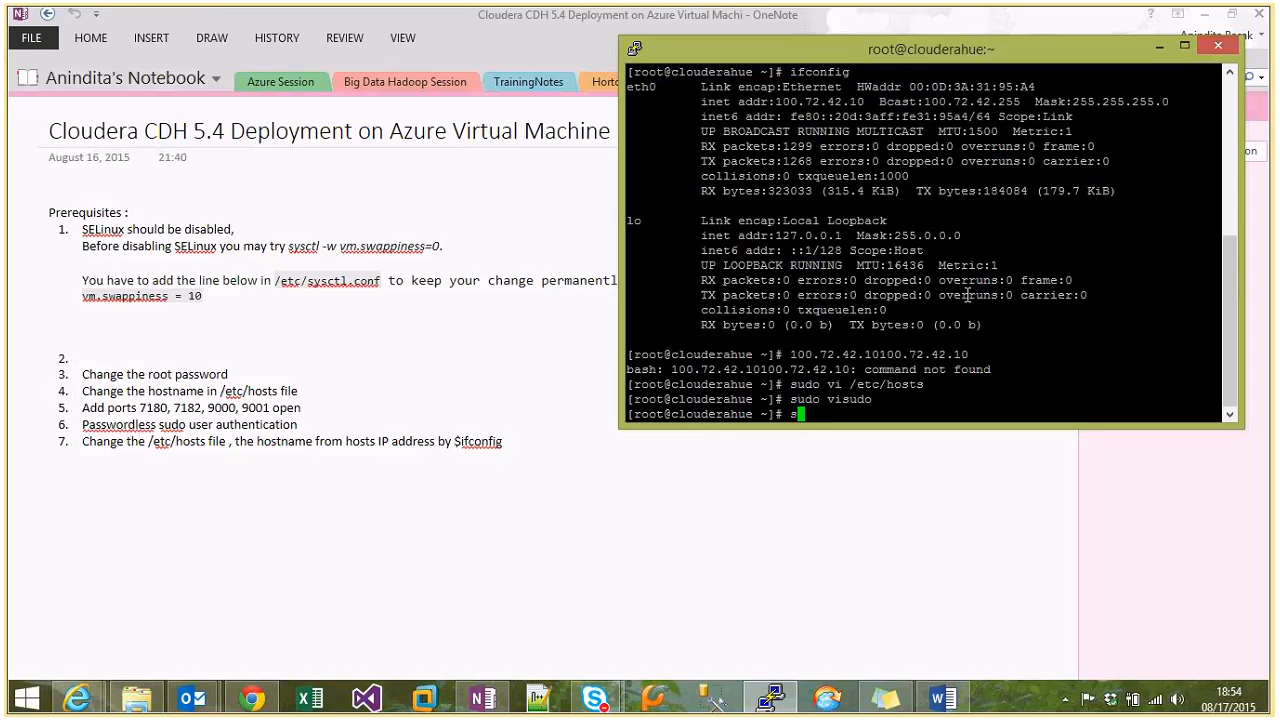 Cloudera CDH 5.4 Deployment on Azure Virtual Machi - OneNote
FILE HOME INSERT DRAW HISTORY REVIEW VIEW
Anindita's Notebook
Azure Session
Big Data Hadoop Session
TrainingNotes
Cloudera CDH 5.4 Deployment on Azure Virtual Machine
August 16, 2015 21:40
Prerequisites :
1. SELinux should be disabled,
Before disabling SELinux you may try sysctl -w vm.swappiness=0.
You have to add the line below in /etc/sysctl.conf to keep your change permanentl
vm.swappiness = 10
2.
3. Change the root password
4. Change the hostname in /etc/hosts file
5. Add ports 7180, 7182, 9000, 9001 open
6. Passwordless sudo user authentication
7. Change the /etc/hosts file , the hostname from hosts IP address by $ifconfig
root@clouderahue:~
[root@clouderahue ~]# ifconfig
eth0 Link encap:Ethernet HWaddr 00:0D:3A:31:95:A4
inet addr:100.72.42.10 Bcast:100.72.42.255 Mask:255.255.255.0
inet6 addr: fe80::20d:3aff:fe31:95a4/64 Scope:Link
UP BROADCAST RUNNING MULTICAST MTU:1500 Metric:1
RX packets:1299 errors:0 dropped:0 overruns:0 frame:0
TX packets:1268 errors:0 dropped:0 overruns:0 carrier:0
collisions:0 txqueuelen:1000
RX bytes:323033 (315.4 KiB) TX bytes:184084 (179.7 KiB)
lo Link encap:Local Loopback
inet addr:127.0.0.1 Mask:255.0.0.0
inet6 addr: ::1/128 Scope:Host
UP LOOPBACK RUNNING MTU:16436 Metric:1
RX packets:0 errors:0 dropped:0 overruns:0 frame:0
TX packets:0 errors:0 dropped:0 overruns:0 carrier:0
collisions:0 txqueuelen:0
RX bytes:0 (0.0 b) TX bytes:0 (0.0 b)
[root@clouderahue ~]# 100.72.42.10100.72.42.10
bash: 100.72.42.10100.72.42.10: command not found
[root@clouderahue ~]# sudo vi /etc/hosts
[root@clouderahue ~]# sudo visudo
[root@clouderahue ~]# s
18:54
08/17/2015